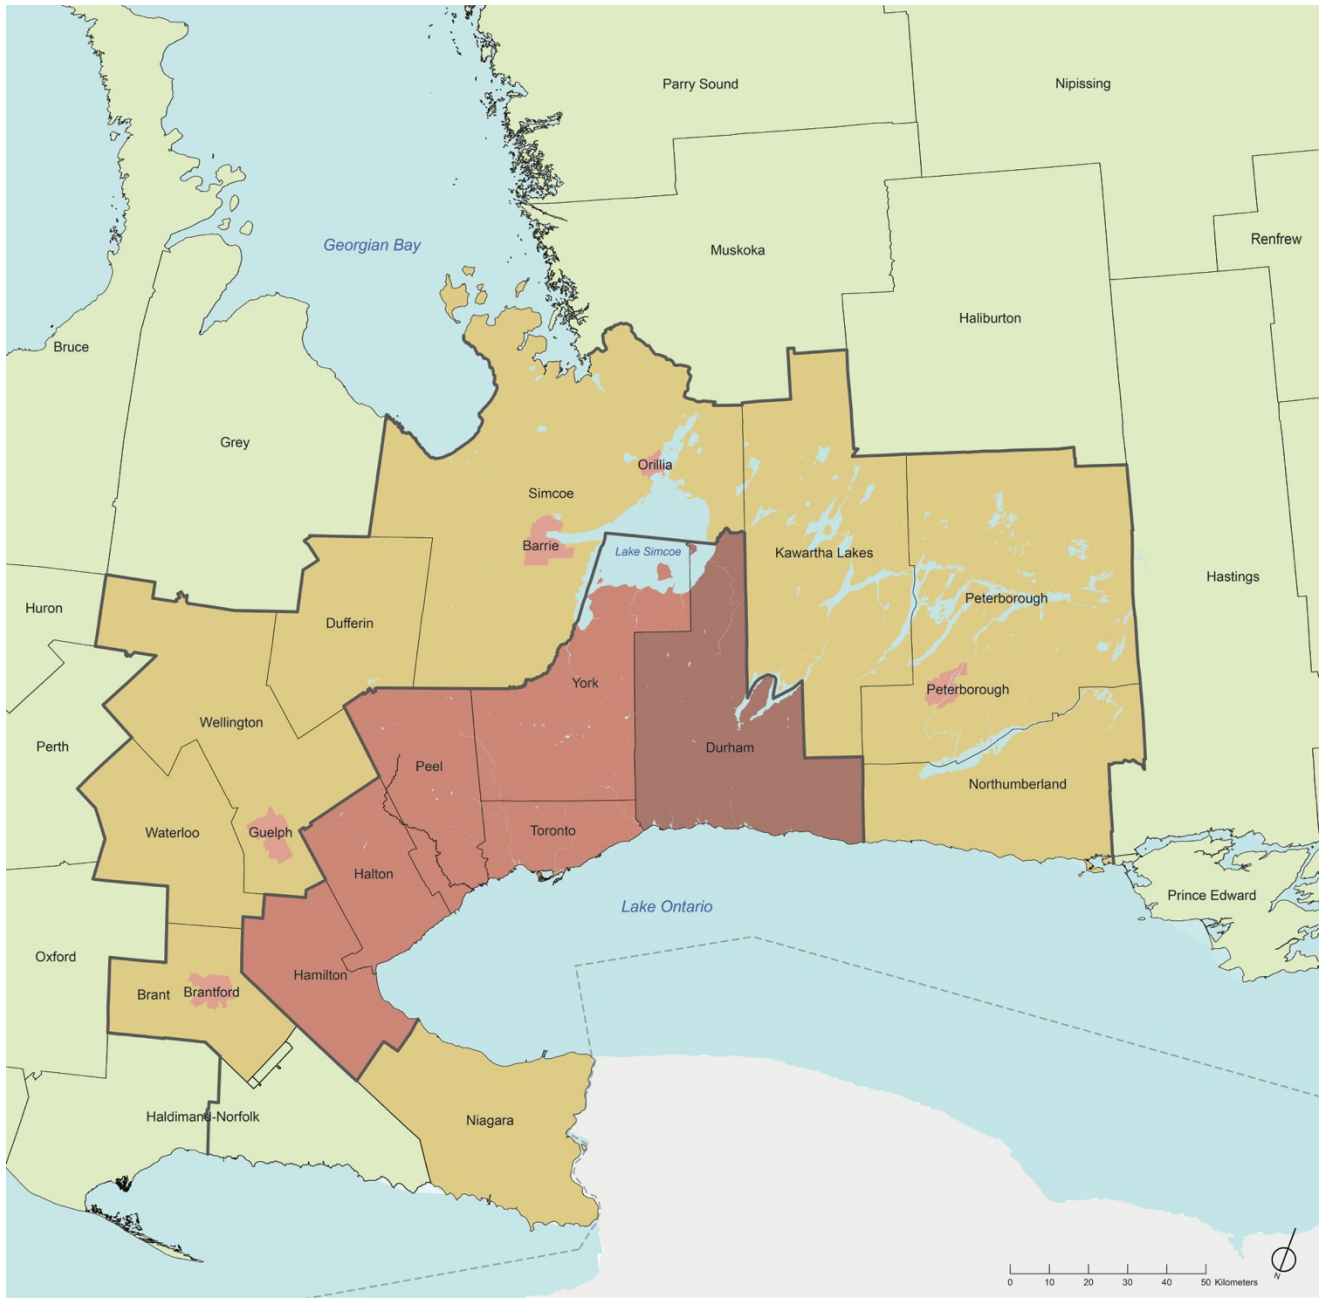 Parry Sound
Nipissing
Renfrew
Georgian Bay
Muskoka
Haliburton
Bruce
Grey
Orillia
Simcoe
Barrie
Lake Simcoe
Kawartha Lakes
Hastings
Huron
Peterborough
Dufferin
York
Peterborough
Wellington
Perth
Durham
Peel
Northumberland
Waterloo
Guelph
Toronto
Halton
Prince Edward
Lake Ontario
Oxford
Hamilton
Brant
Brantford
Haldimand-Norfolk
Niagara
N
0 10 20 30 40 50 Kilometers